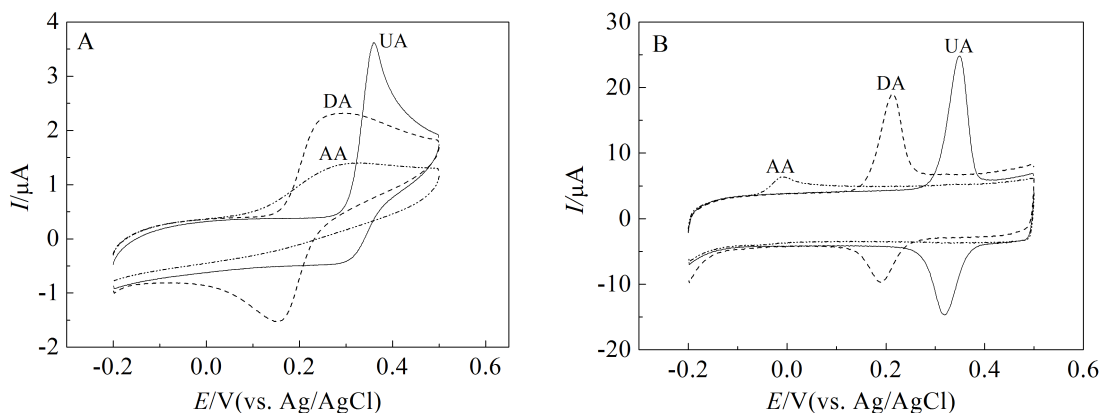 A
UA
DA
AA
4
3
2
1
0
-1
-2
I/μA
-0.2 0.0 0.2 0.4 0.6
E/V(vs. Ag/AgCl)
B
UA
DA
AA
30
20
10
0
-10
-20
I/μA
-0.2 0.0 0.2 0.4 0.6
E/V(vs. Ag/AgCl)